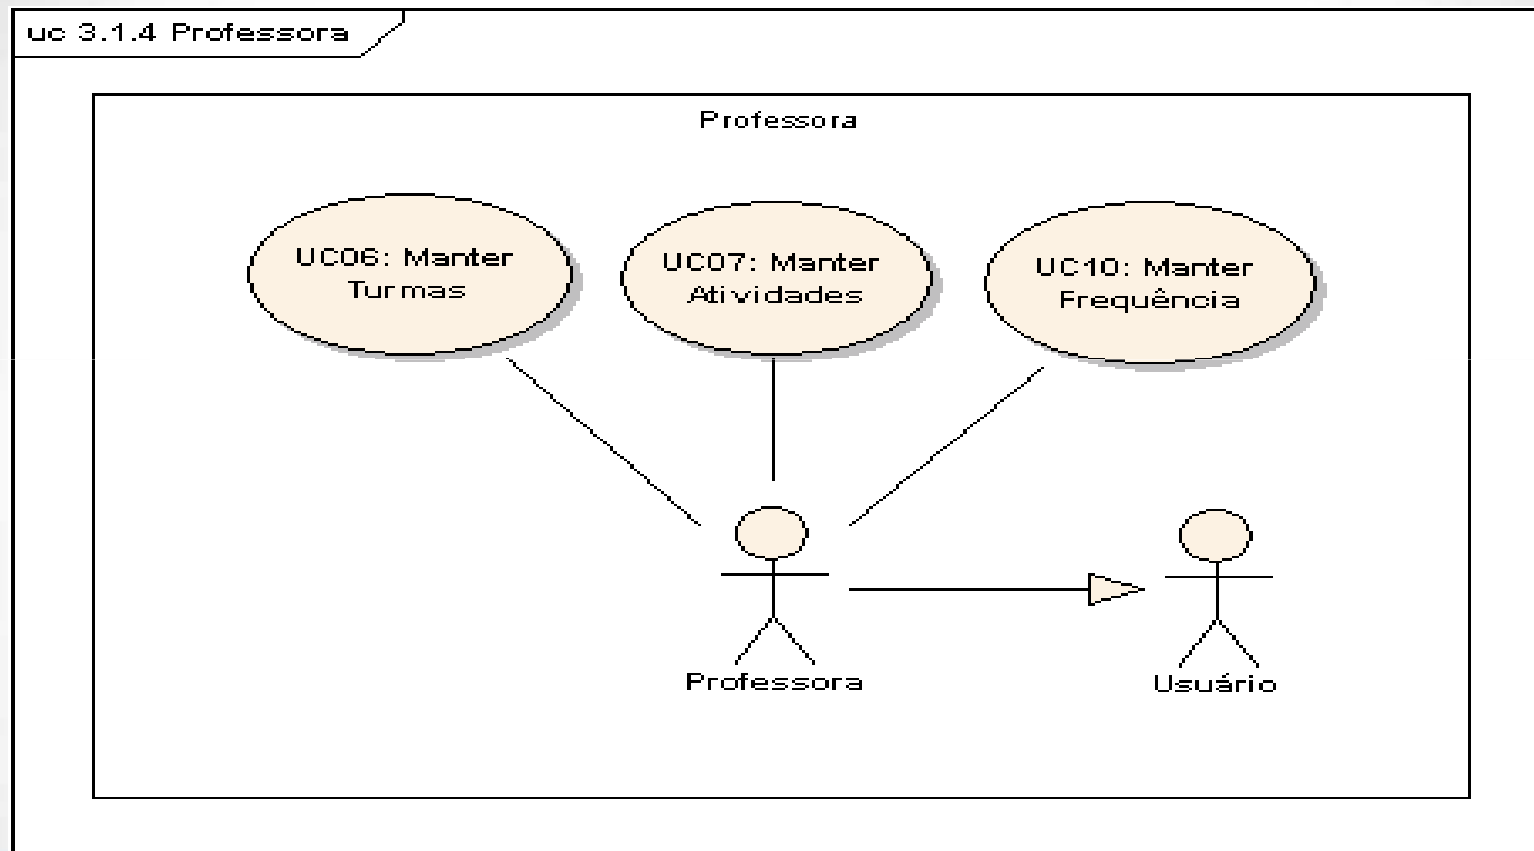 uc 3.1.4 Professora
Professora
UC06: Manter
Turmas
UC07: Manter
Atividades
UC10: Manter
Frequência
Professora
Usuário